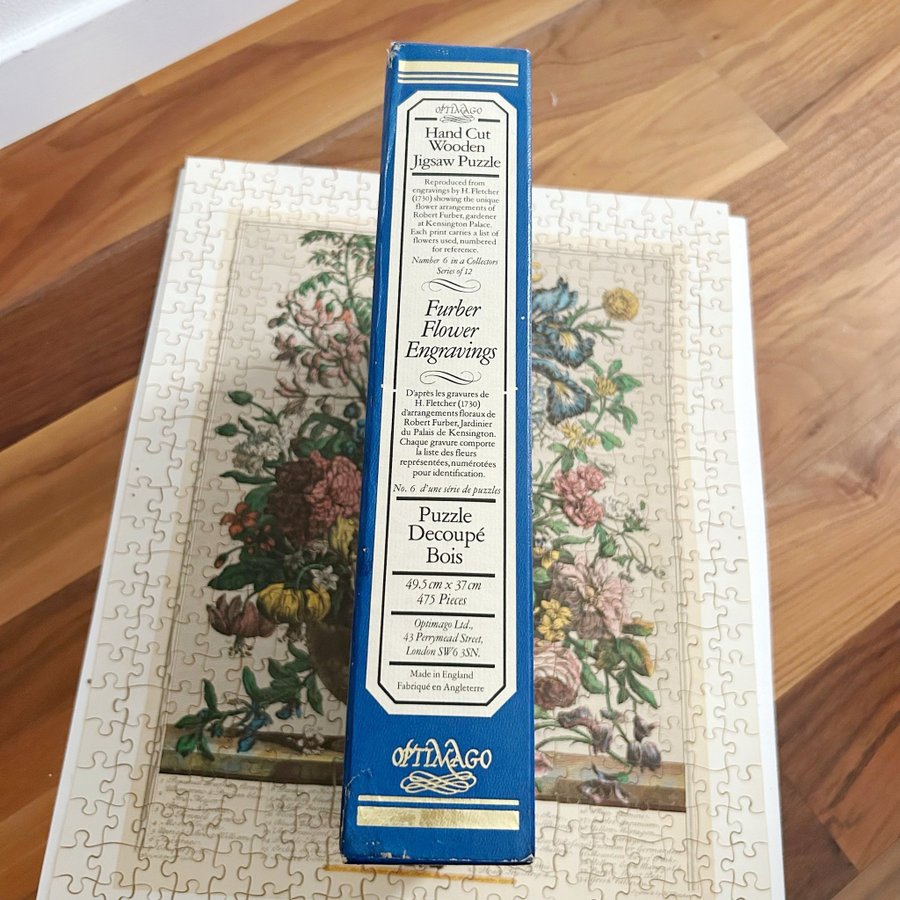 OPTIMAGO
Hand Cut
Wooden
Jigsaw Puzzle
Reproduced from
engravings by H. Fletcher
(1730) showing the unique
flower arrangements of
Robert Furber, gardener
at Kensington Palace.
Each print carries a list of
flowers used, numbered
for reference.
Number 6 in a Collectors
Series of 12
Furber
Flower
Engravings
D'après les gravures de
H. Fletcher (1730)
d'arrangements floraux de
Robert Furber, Jardinier
du Palais de Kensington.
Chaque gravure comporte
la liste des fleurs
représentées, numérotées
pour identification.
No. 6 d'une série de puzzles
Puzzle
Decoupé
Bois
49.5 cm x 37 cm
475 Pieces
Optimago Ltd.,
43 Perrymead Street,
London SW6 3SN.
Made in England
Fabriqué en Angleterre
OPTIMAGO